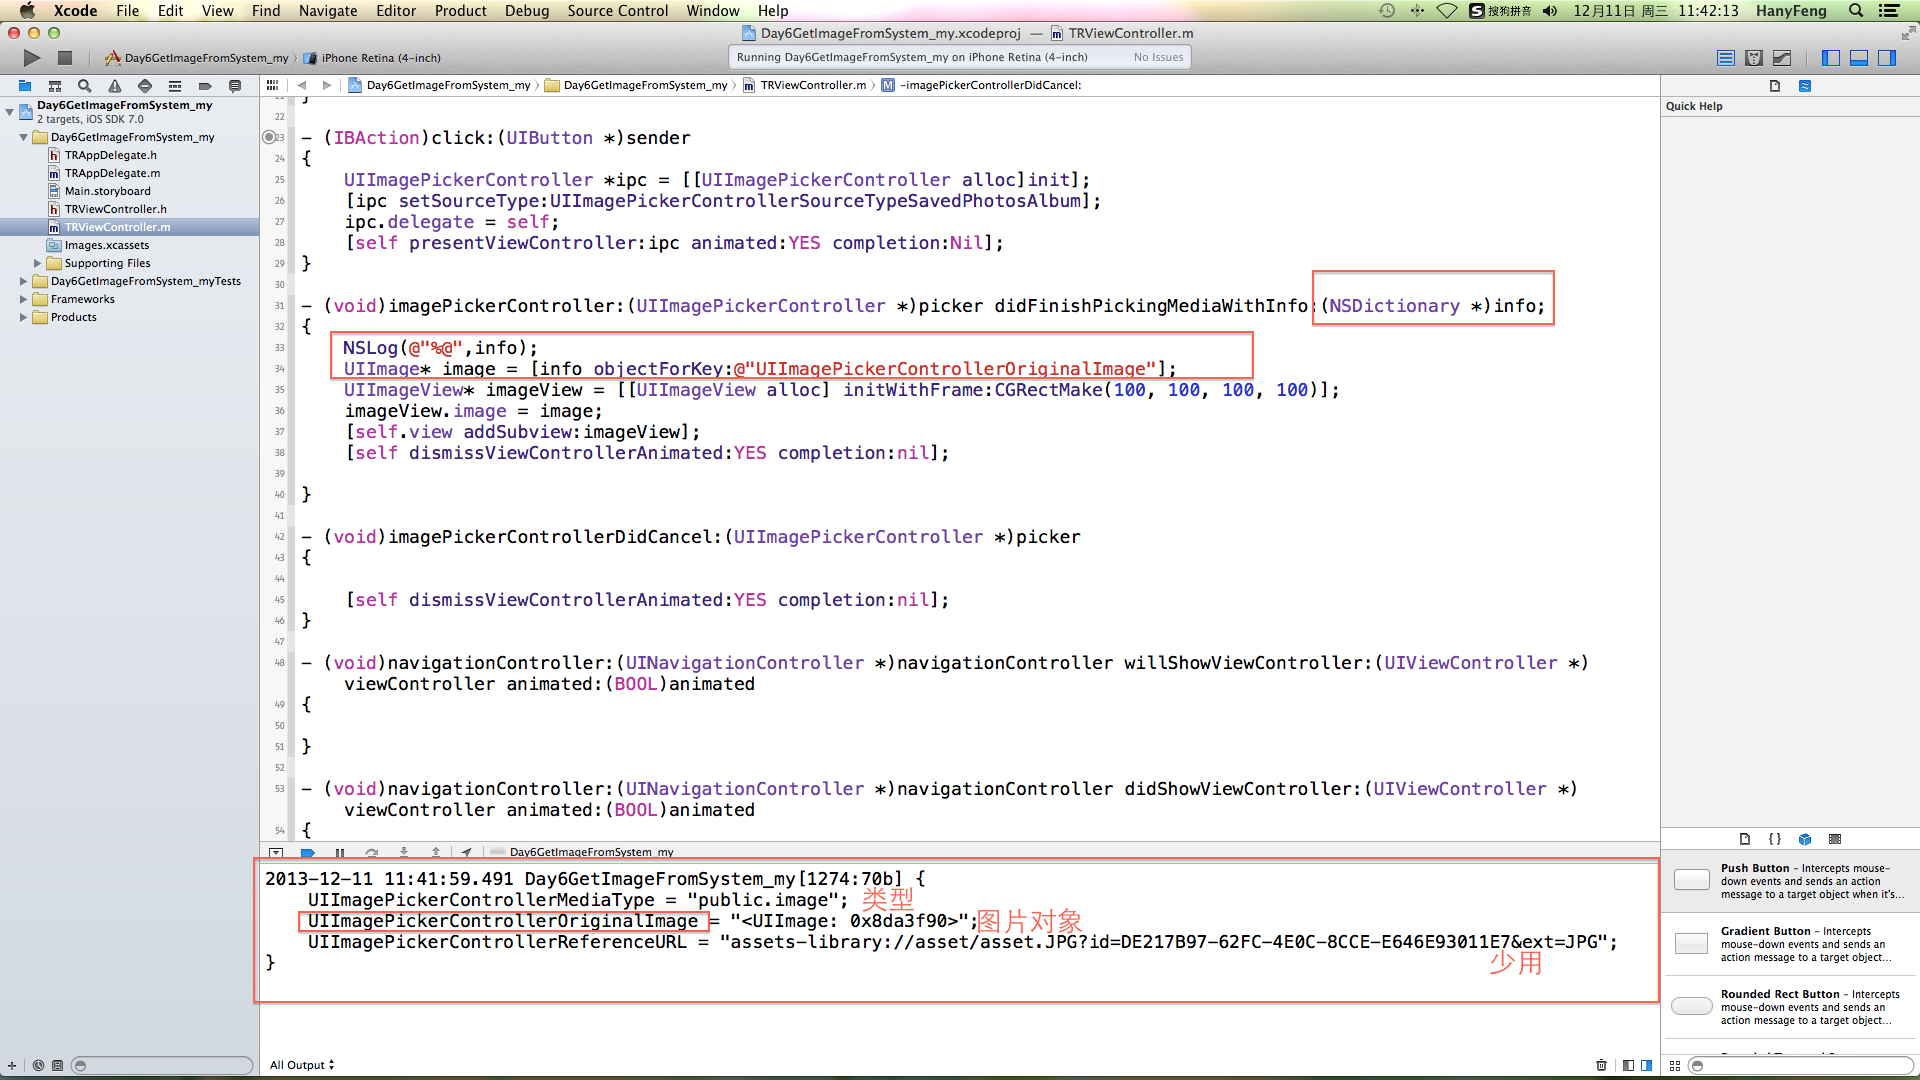 Xcode File Edit View Find Navigate Editor Product Debug Source Control Window Help 搜狗拼音 12月11日 周三 11:42:13 HanyFeng
Day6GetImageFromSystem_my.xcodeproj — TRViewController.m
Day6GetImageFromSystem_my iPhone Retina (4-inch)
Running Day6GetImageFromSystem_my on iPhone Retina (4-inch) No Issues
Day6GetImageFromSystem_my
2 targets, iOS SDK 7.0
Day6GetImageFromSystem_my
TRAppDelegate.h
TRAppDelegate.m
Main.storyboard
TRViewController.h
TRViewController.m
Images.xcassets
Supporting Files
Day6GetImageFromSystem_myTests
Frameworks
Products
Day6GetImageFromSystem_my Day6GetImageFromSystem_my TRViewController.m M -imagePickerControllerDidCancel:
}
22
23 - (IBAction)click:(UIButton *)sender
24 {
25 UIImagePickerController *ipc = [[UIImagePickerController alloc]init];
26 [ipc setSourceType:UIImagePickerControllerSourceTypeSavedPhotosAlbum];
27 ipc.delegate = self;
28 [self presentViewController:ipc animated:YES completion:Nil];
29 }
30
31 - (void)imagePickerController:(UIImagePickerController *)picker didFinishPickingMediaWithInfo:(NSDictionary *)info;
32 {
33 NSLog(@"%@",info);
34 UIImage* image = [info objectForKey:@"UIImagePickerControllerOriginalImage"];
35 UIImageView* imageView = [[UIImageView alloc] initWithFrame:CGRectMake(100, 100, 100, 100)];
36 imageView.image = image;
37 [self.view addSubview:imageView];
38 [self dismissViewControllerAnimated:YES completion:nil];
39
40 }
41
42 - (void)imagePickerControllerDidCancel:(UIImagePickerController *)picker
43 {
44
45 [self dismissViewControllerAnimated:YES completion:nil];
46 }
47
48 - (void)navigationController:(UINavigationController *)navigationController willShowViewController:(UIViewController *)
viewController animated:(BOOL)animated
49 {
50
51 }
52
53 - (void)navigationController:(UINavigationController *)navigationController didShowViewController:(UIViewController *)
viewController animated:(BOOL)animated
54 {
Day6GetImageFromSystem_my
2013-12-11 11:41:59.491 Day6GetImageFromSystem_my[1274:70b] {
UIImagePickerControllerMediaType = "public.image"; 类型
UIImagePickerControllerOriginalImage = "<UIImage: 0x8da3f90>"; 图片对象
UIImagePickerControllerReferenceURL = "assets-library://asset/asset.JPG?id=DE217B97-62FC-4E0C-8CCE-E646E93011E7&ext=JPG";
少用
}
All Output
Quick Help
Push Button - Intercepts mouse-
down events and sends an action
message to a target object when it's...
Gradient Button - Intercepts
mouse-down events and sends an
action message to a target object...
Rounded Rect Button - Intercepts
mouse-down events and sends an
action message to a target object...